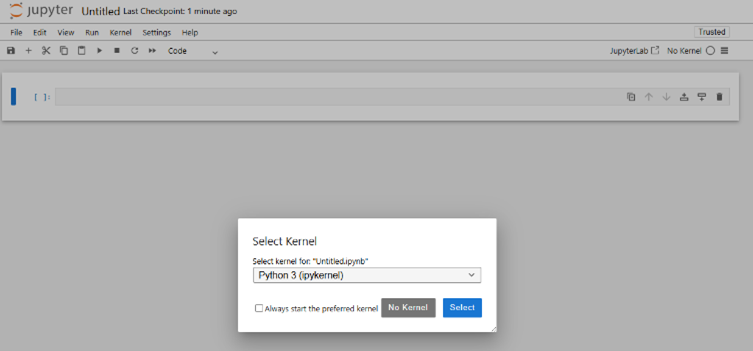 jupyter Untitled Last Checkpoint: 1 minute ago
File Edit View Run Kernel Settings Help Trusted
Code JupyterLab No Kernel
[ ]:
Select Kernel
Select kernel for: "Untitled.ipynb"
Python 3 (ipykernel)
Always start the preferred kernel No Kernel Select